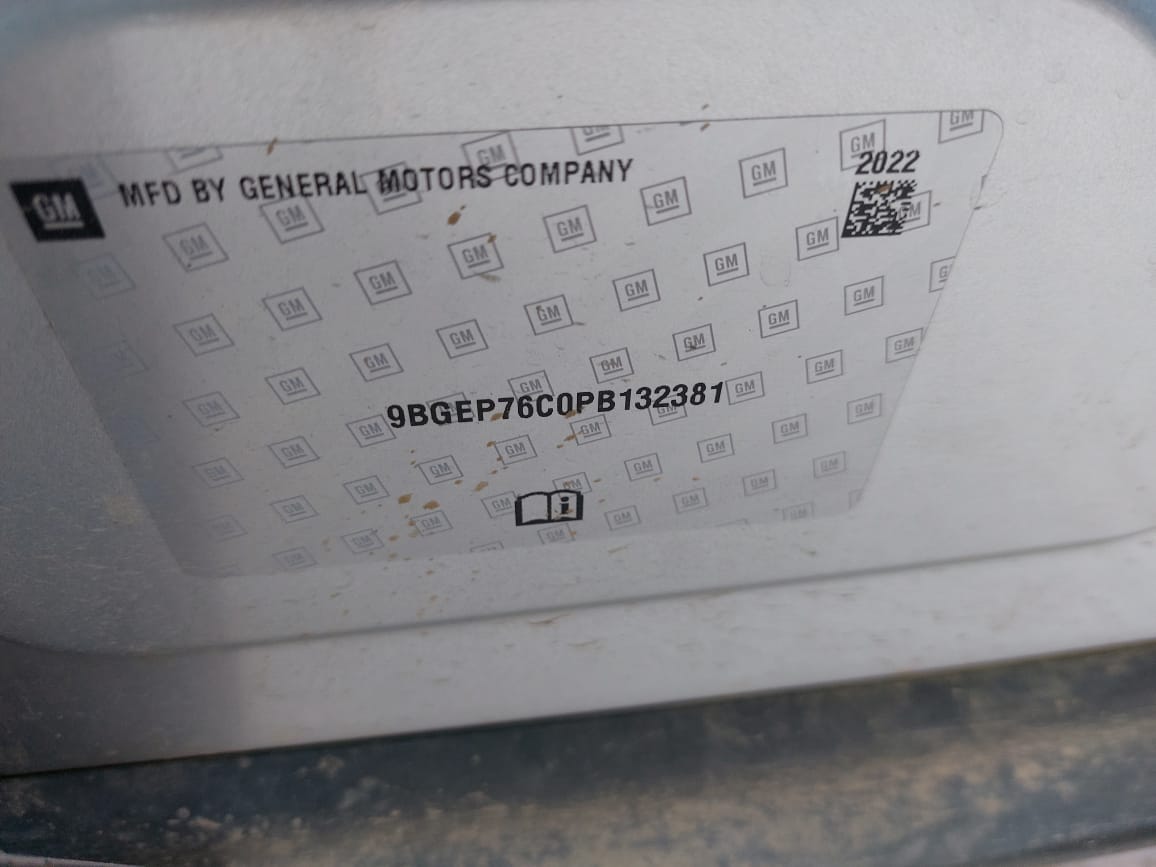 GM MFD BY GENERAL MOTORS COMPANY
2022
9BGEP76C0PB132381